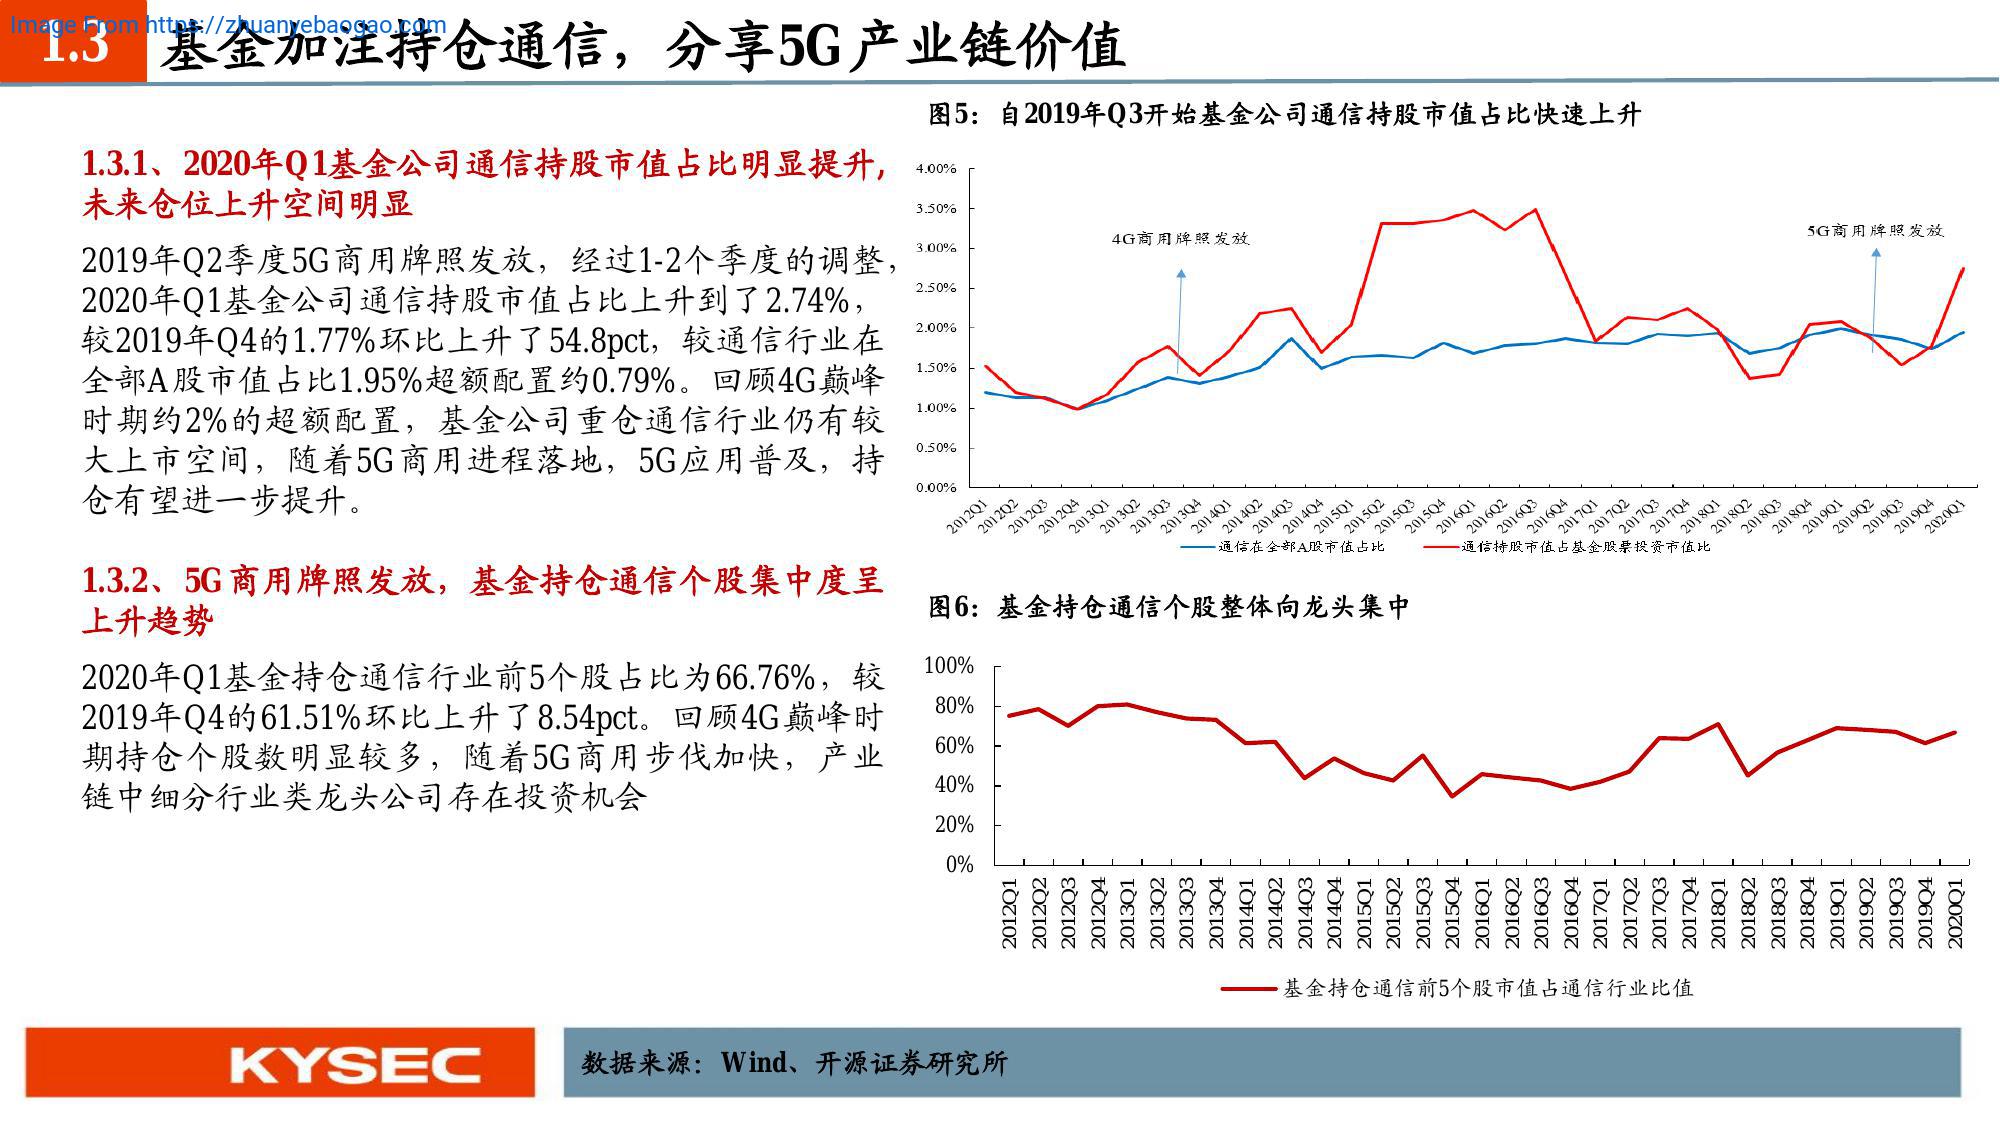 Image From https://zhuanyebaogao.com
1.3
基金加注持仓通信，分享5G产业链价值
1.3.1、2020年Q1基金公司通信持股市值占比明显提升,
未来仓位上升空间明显
2019年Q2季度5G商用牌照发放，经过1-2个季度的调整，
2020年Q1基金公司通信持股市值占比上升到了2.74%，
较2019年Q4的1.77%环比上升了54.8pct，较通信行业在
全部A股市值占比1.95%超额配置约0.79%。回顾4G巅峰
时期约2%的超额配置，基金公司重仓通信行业仍有较
大上市空间，随着5G商用进程落地，5G应用普及，持
仓有望进一步提升。
1.3.2、5G商用牌照发放，基金持仓通信个股集中度呈
上升趋势
2020年Q1基金持仓通信行业前5个股占比为66.76%，较
2019年Q4的61.51%环比上升了8.54pct。回顾4G巅峰时
期持仓个股数明显较多，随着5G商用步伐加快，产业
链中细分行业类龙头公司存在投资机会
图5：自2019年Q3开始基金公司通信持股市值占比快速上升
4.00%
3.50%
3.00%
2.50%
2.00%
1.50%
1.00%
0.50%
0.00%
4G商用牌照发放
5G商用牌照发放
2012Q1 2012Q2 2012Q3 2012Q4 2013Q1 2013Q2 2013Q3 2013Q4 2014Q1 2014Q2 2014Q3 2014Q4 2015Q1 2015Q2 2015Q3 2015Q4 2016Q1 2016Q2 2016Q3 2016Q4 2017Q1 2017Q2 2017Q3 2017Q4 2018Q1 2018Q2 2018Q3 2018Q4 2019Q1 2019Q2 2019Q3 2019Q4 2020Q1
通信在全部A股市值占比 通信持股市值占基金股票投资市值比
图6：基金持仓通信个股整体向龙头集中
100%
80%
60%
40%
20%
0%
2012Q1 2012Q2 2012Q3 2012Q4 2013Q1 2013Q2 2013Q3 2013Q4 2014Q1 2014Q2 2014Q3 2014Q4 2015Q1 2015Q2 2015Q3 2015Q4 2016Q1 2016Q2 2016Q3 2016Q4 2017Q1 2017Q2 2017Q3 2017Q4 2018Q1 2018Q2 2018Q3 2018Q4 2019Q1 2019Q2 2019Q3 2019Q4 2020Q1
基金持仓通信前5个股市值占通信行业比值
KYSEC
数据来源：Wind、开源证券研究所